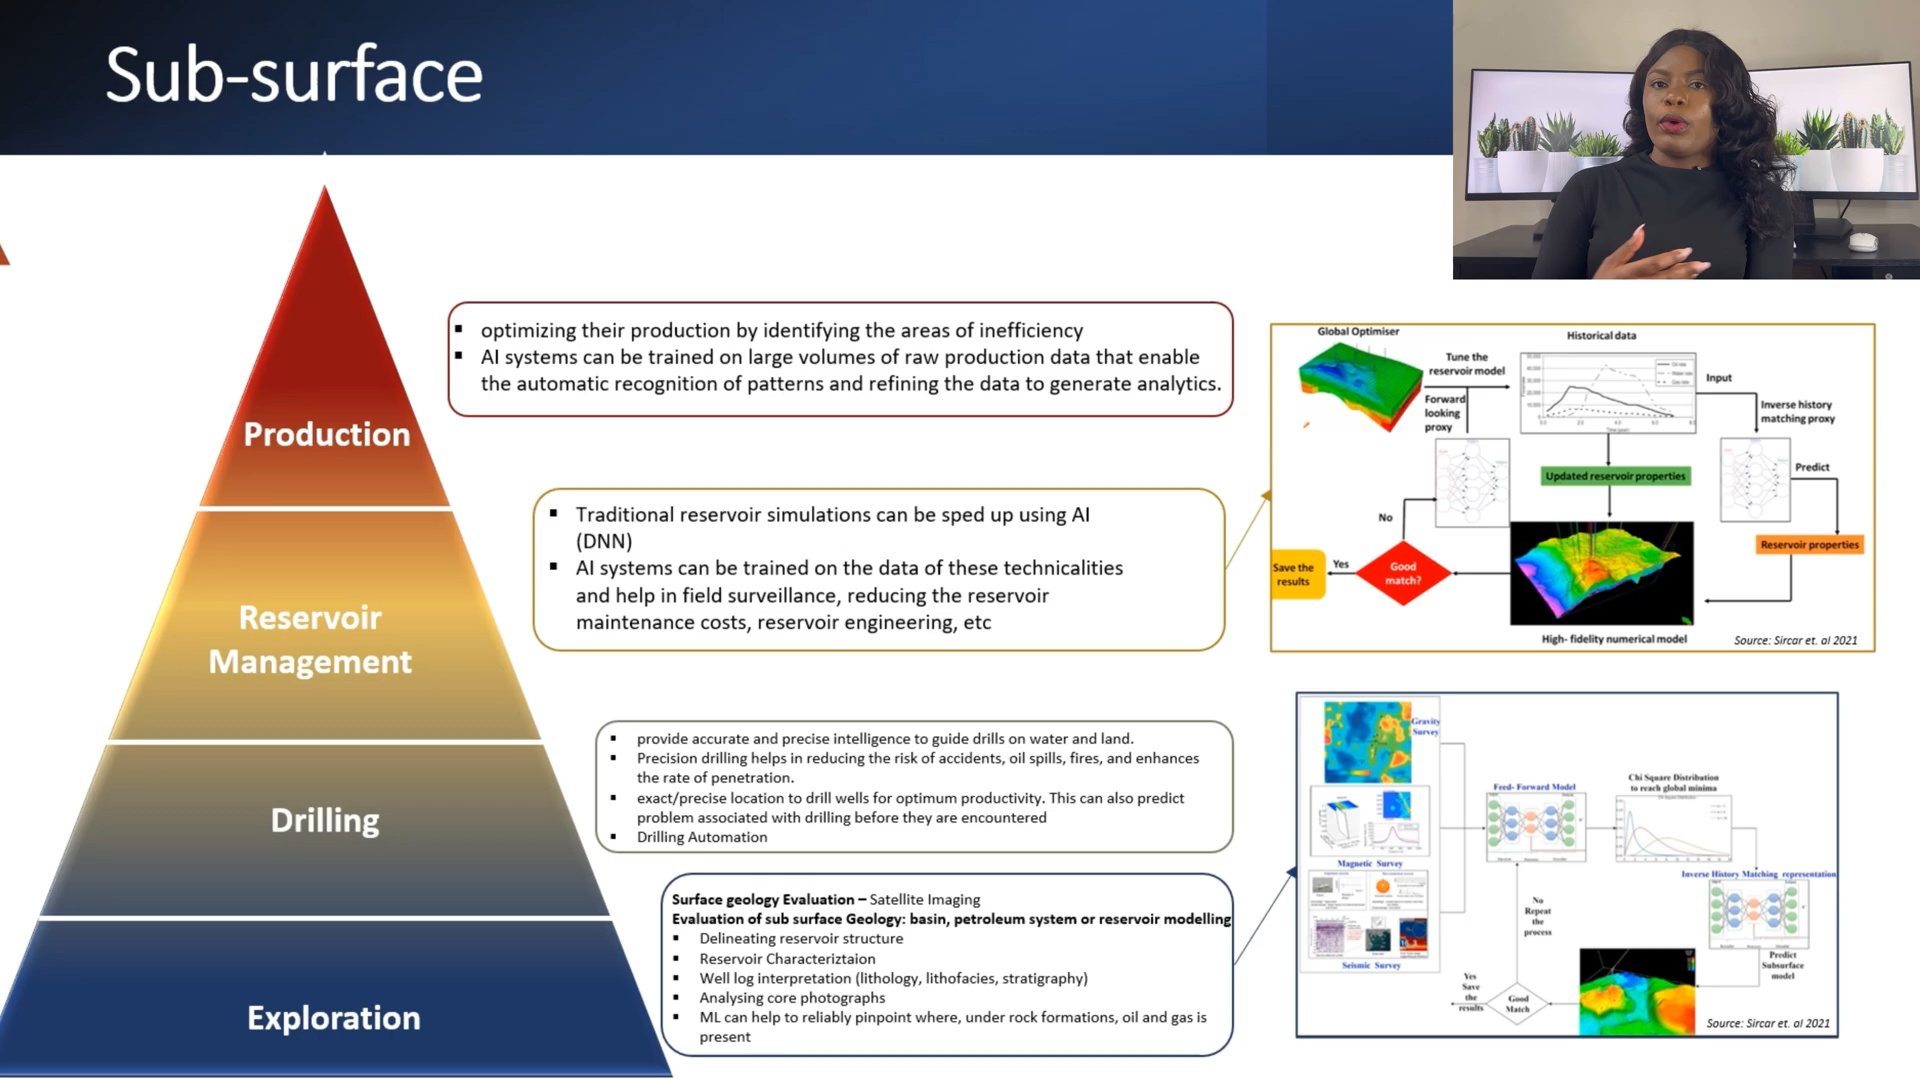 Sub-surface
Production
Reservoir
Management
Drilling
Exploration
▪ optimizing their production by identifying the areas of inefficiency
▪ AI systems can be trained on large volumes of raw production data that enable
the automatic recognition of patterns and refining the data to generate analytics.
▪ Traditional reservoir simulations can be sped up using AI
(DNN)
▪ AI systems can be trained on the data of these technicalities
and help in field surveillance, reducing the reservoir
maintenance costs, reservoir engineering, etc
▪ provide accurate and precise intelligence to guide drills on water and land.
▪ Precision drilling helps in reducing the risk of accidents, oil spills, fires, and enhances
the rate of penetration.
▪ exact/precise location to drill wells for optimum productivity. This can also predict
problem associated with drilling before they are encountered
▪ Drilling Automation
Surface geology Evaluation – Satellite Imaging
Evaluation of sub surface Geology: basin, petroleum system or reservoir modelling
▪ Delineating reservoir structure
▪ Reservoir Characteriztaion
▪ Well log interpretation (lithology, lithofacies, stratigraphy)
▪ Analysing core photographs
▪ ML can help to reliably pinpoint where, under rock formations, oil and gas is
present
Global Optimiser
Historical data
Tune the
reservoir model
Forward
looking
proxy
Input
Inverse history
matching proxy
Predict
Updated reservoir properties
Reservoir properties
No
Yes
Good
match?
Save the
results
High- fidelity numerical model
Source: Sircar et. al 2021
Gravity
Survey
Magnetic Survey
Seismic Survey
Feed- Forward Model
Chi Square Distribution
to reach global minima
Inverse History Matching representation
No
Repeat
the
process
Predict
Subsurface
model
Yes
Save
the
results
Good
Match
Source: Sircar et. al 2021